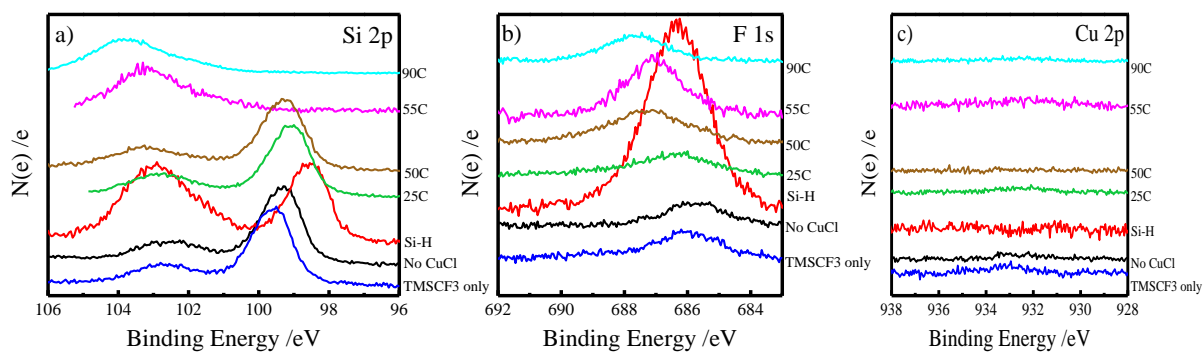 a)
Si 2p
90C
55C
50C
25C
Si-H
No CuCl
TMSCF3 only
N(e) /e
106 104 102 100 98 96
Binding Energy /eV
b)
F 1s
90C
55C
50C
25C
Si-H
No CuCl
TMSCF3 only
N(e) /e
692 690 688 686 684
Binding Energy /eV
c)
Cu 2p
90C
55C
50C
25C
Si-H
No CuCl
TMSCF3 only
N(e) /e
938 936 934 932 930 928
Binding Energy /eV